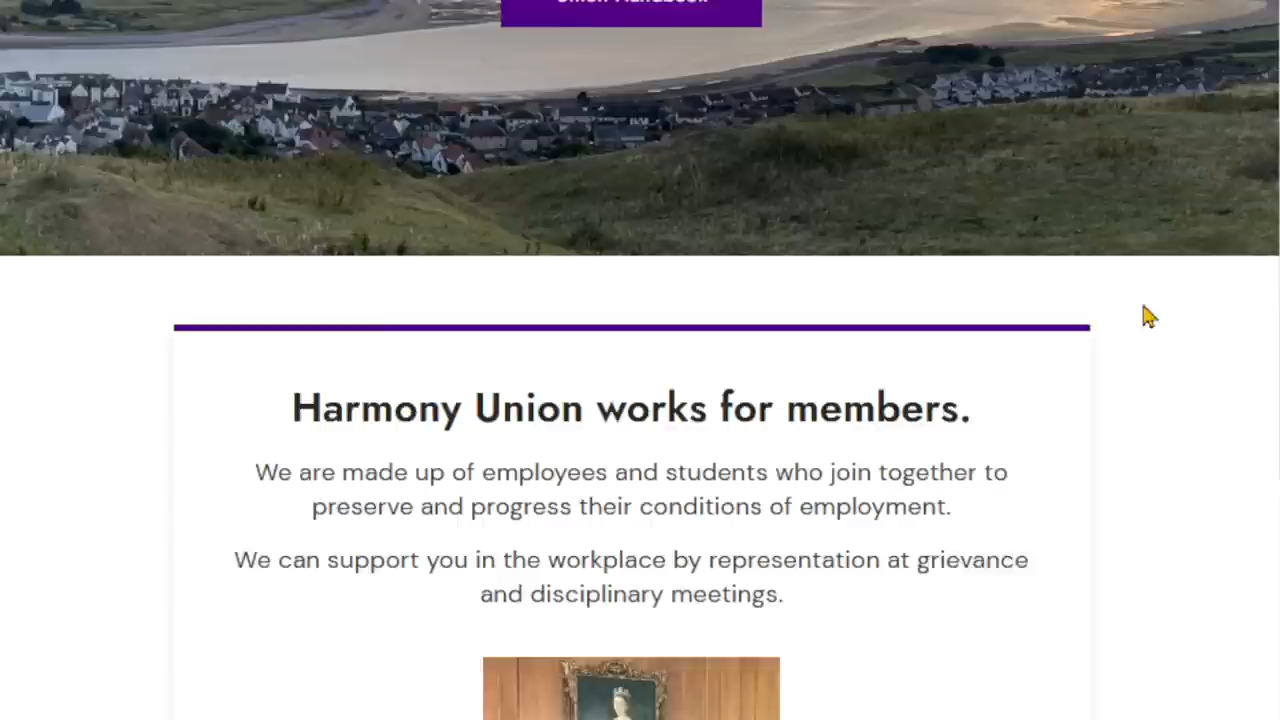 Union Handbook
Harmony Union works for members.
We are made up of employees and students who join together to
preserve and progress their conditions of employment.
We can support you in the workplace by representation at grievance
and disciplinary meetings.